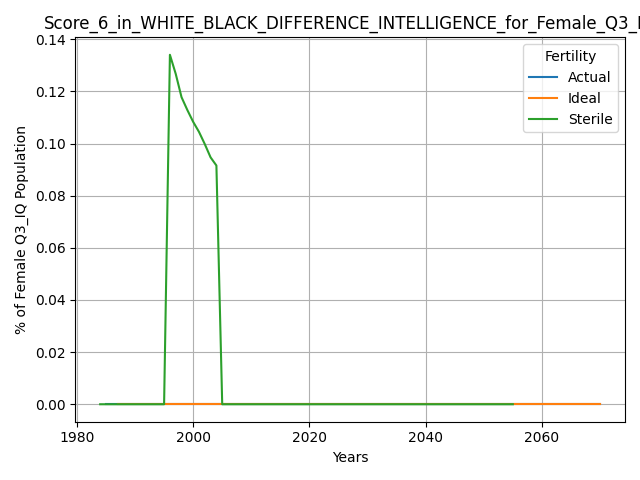 Score_6_in_WHITE_BLACK_DIFFERENCE_INTELLIGENCE_for_Female_Q3_I
Fertility
Actual
Ideal
Sterile
% of Female Q3_IQ Population
0.14
0.12
0.10
0.08
0.06
0.04
0.02
0.00
1980 2000 2020 2040 2060
Years